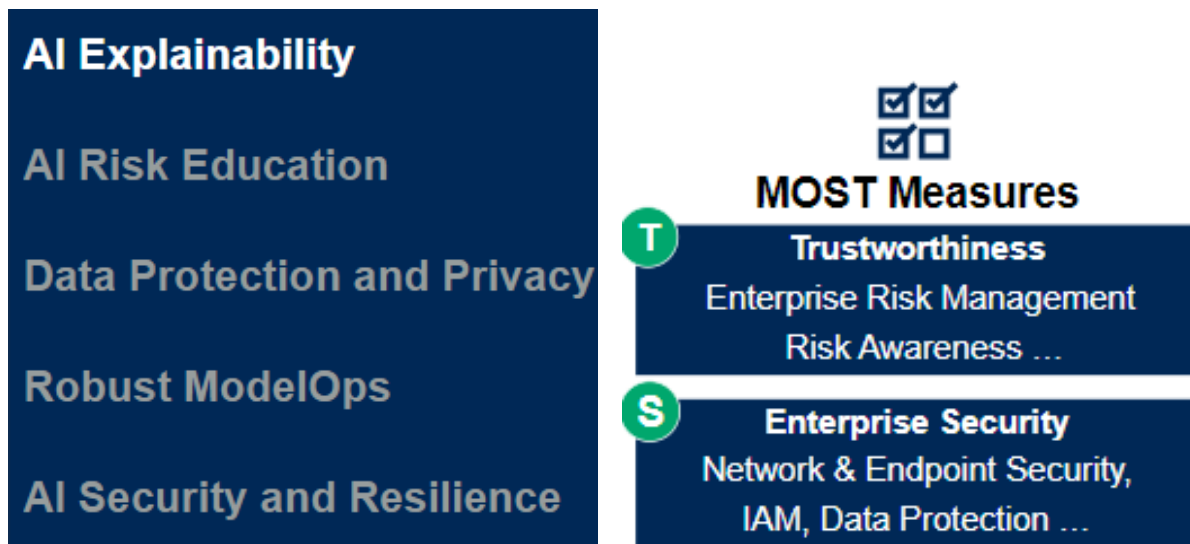 AI Explainability
AI Risk Education
Data Protection and Privacy
Robust ModelOps
AI Security and Resilience
MOST Measures
T
Trustworthiness
Enterprise Risk Management
Risk Awareness ...
S
Enterprise Security
Network & Endpoint Security,
IAM, Data Protection ...